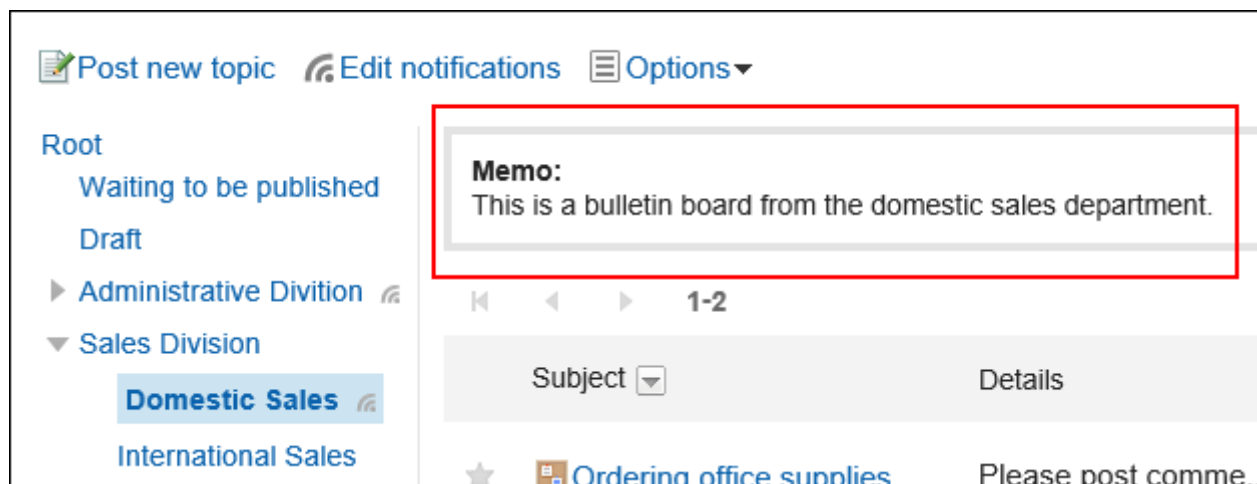 Post new topic Edit notifications Options
Root
Waiting to be published
Draft
Administrative Divition
Sales Division
Domestic Sales
International Sales
Memo:
This is a bulletin board from the domestic sales department.
1-2
Subject Details
Ordering office supplies Please post comme